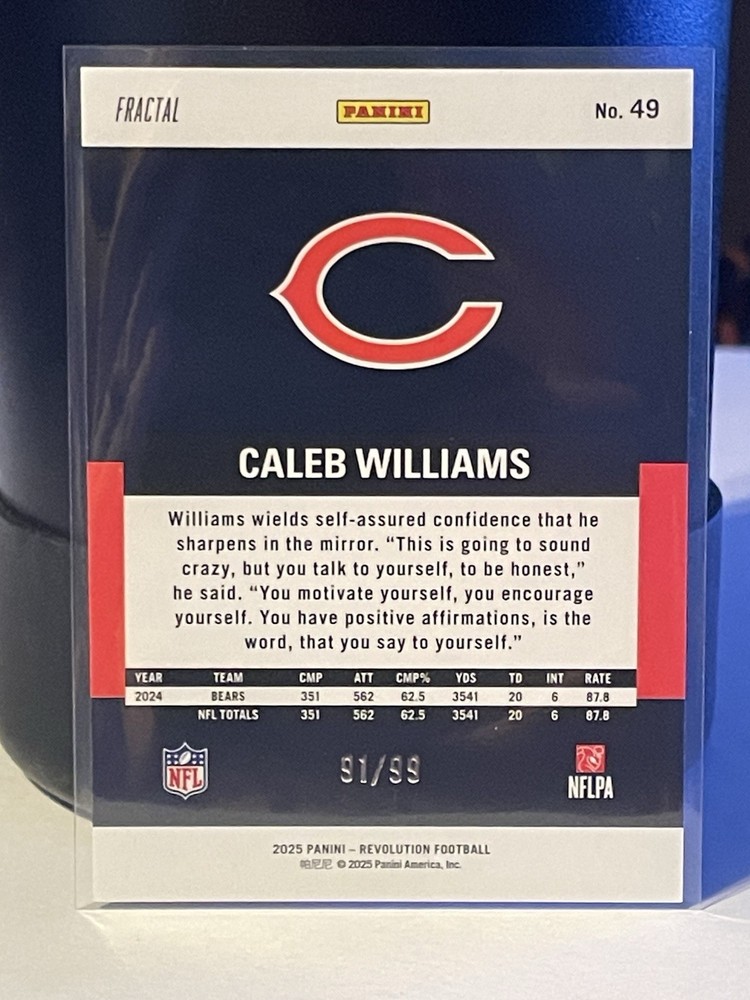 FRACTAL
PANINI
No. 49
CALEB WILLIAMS
Williams wields self-assured confidence that he
sharpens in the mirror. “This is going to sound
crazy, but you talk to yourself, to be honest,”
he said. “You motivate yourself, you encourage
yourself. You have positive affirmations, is the
word, that you say to yourself.”
YEAR TEAM CMP ATT CMP% YDS TD INT RATE
2024 BEARS 351 562 62.5 3541 20 6 87.8
NFL TOTALS 351 562 62.5 3541 20 6 87.8
NFL
91/99
NFLPA
2025 PANINI – REVOLUTION FOOTBALL
帕尼尼 © 2025 Panini America, Inc.